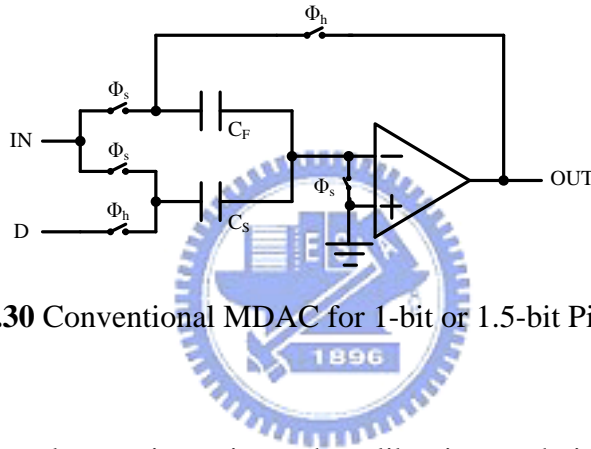 Φh
Φs
CF
IN
Φs
Φs
OUT
Φh
CS
D
.30 Conventional MDAC for 1-bit or 1.5-bit Pi
1896